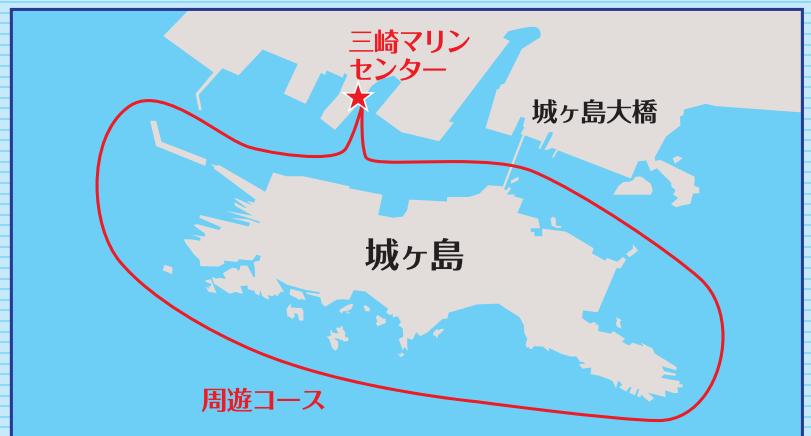 三崎マリン
センター
城ヶ島大橋
城ヶ島
周遊コース